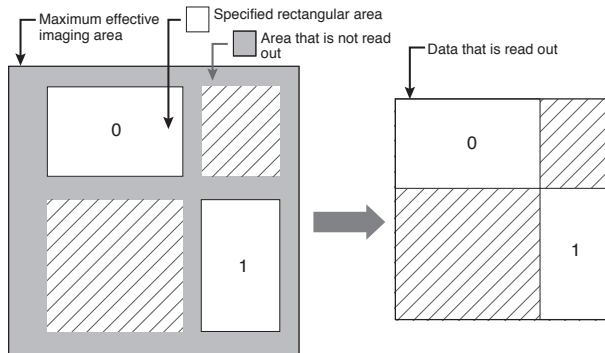 Maximum effective
imaging area
Specified rectangular area
Area that is not read
out
Data that is read out
0
1
0
1